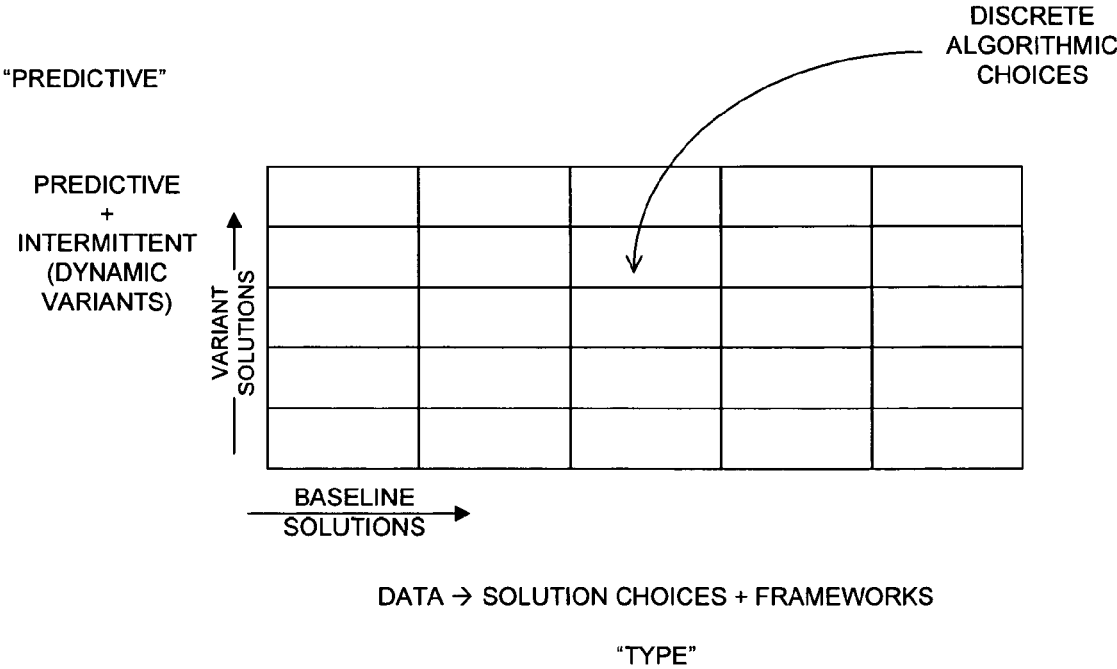 DISCRETE
ALGORITHMIC
CHOICES
“PREDICTIVE”
PREDICTIVE
+
INTERMITTENT
(DYNAMIC
VARIANTS)
VARIANT
SOLUTIONS
BASELINE
SOLUTIONS
DATA → SOLUTION CHOICES + FRAMEWORKS
“TYPE”